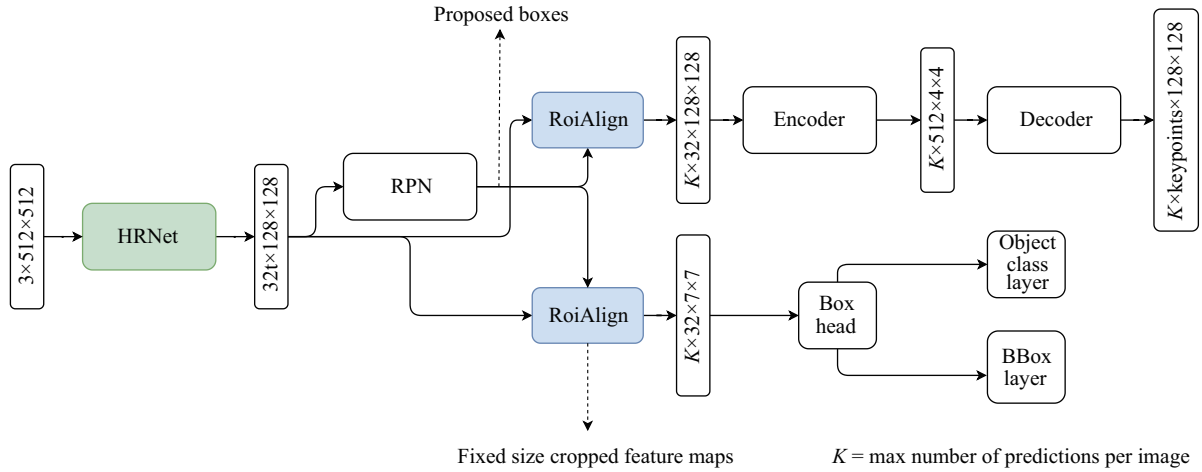 Proposed boxes
3×512×512
HRNet
32t×128×128
RPN
RoiAlign
K×32×128×128
Encoder
K×512×4×4
Decoder
K×keypoints×128×128
RoiAlign
K×32×7×7
Box
head
Object
class
layer
BBox
layer
Fixed size cropped feature maps
K = max number of predictions per image